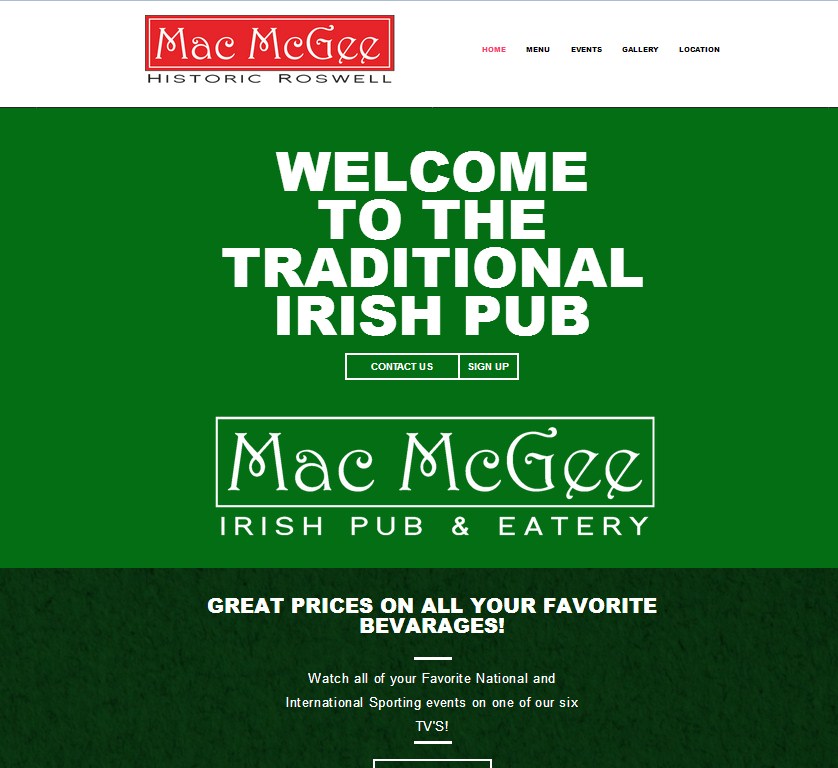 Mac McGee
Historic Roswell
HOME MENU EVENTS GALLERY LOCATION
WELCOME
TO THE
TRADITIONAL
IRISH PUB
CONTACT US SIGN UP
Mac McGee
IRISH PUB & EATERY
GREAT PRICES ON ALL YOUR FAVORITE
BEVARAGES!
Watch all of your Favorite National and
International Sporting events on one of our six
TV'S!